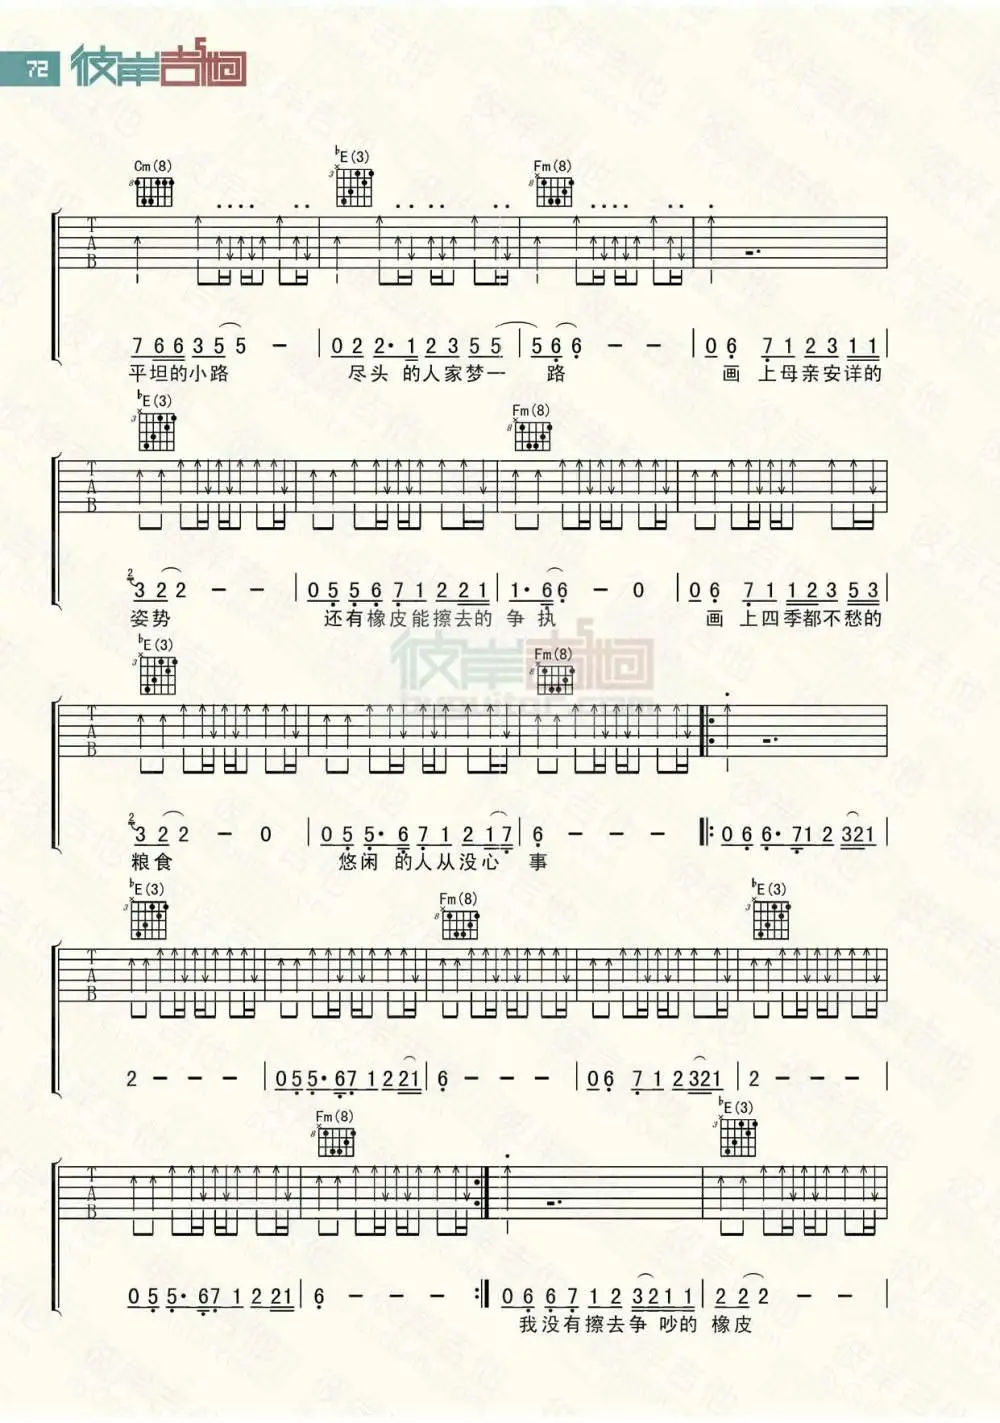 72 彼岸吉他
Cm(8) ♭E(3) Fm(8)
T
A
B
7 6 6 3 5 5 — | 0 2 2· 1 2 3 5 5 | 5 6 6 — | 0 6 7 1 2 3 1 1 |
平坦的小路 尽头 的人家梦一 路 画 上母亲安详的
♭E(3) Fm(8)
T
A
B
3 2 2 — — | 0 5 5 6 7 1 2 2 1 | 1· 6 6 — 0 | 0 6 7 1 1 2 3 5 3 |
姿势 还有橡皮能擦去的 争 执 画 上四季都不愁的
彼岸吉他
♭E(3) Fm(8)
T
A
B
3 2 2 — 0 | 0 5 5· 6 7 1 2 1 7 | 6 — — — |: 0 6 6· 7 1 2 3 2 1 |
粮食 悠闲 的人从没心 事
♭E(3) Fm(8) ♭E(3)
T
A
B
2 — — — | 0 5 5· 6 7 1 2 2 1 | 6 — — — | 0 6 7 1 2 3 2 1 | 2 — — — |
Fm(8) ♭E(3)
T
A
B
0 5 5· 6 7 1 2 2 1 | 6 — — — :| 0 6 6 7 1 2 3 2 1 1 | 2 2 2 — — |
我没有擦去争 吵的 橡皮